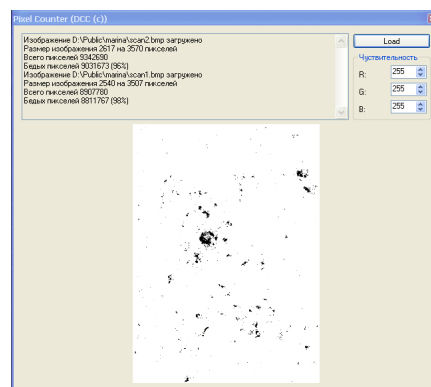 Pixel Counter (DCC (c))
Изображение D:\Public\marina\scan2.bmp загружено
Размер изображения 2617 на 3570 пикселей
Всего пикселей 9342690
Бедых пикселей 9031673 (96%)
Изображение D:\Public\marina\scan1.bmp загружено
Размер изображения 2540 на 3507 пикселей
Всего пикселей 8907780
Бедых пикселей 8811767 (98%)
Load
Чуствительность
R: 255
G: 255
B: 255